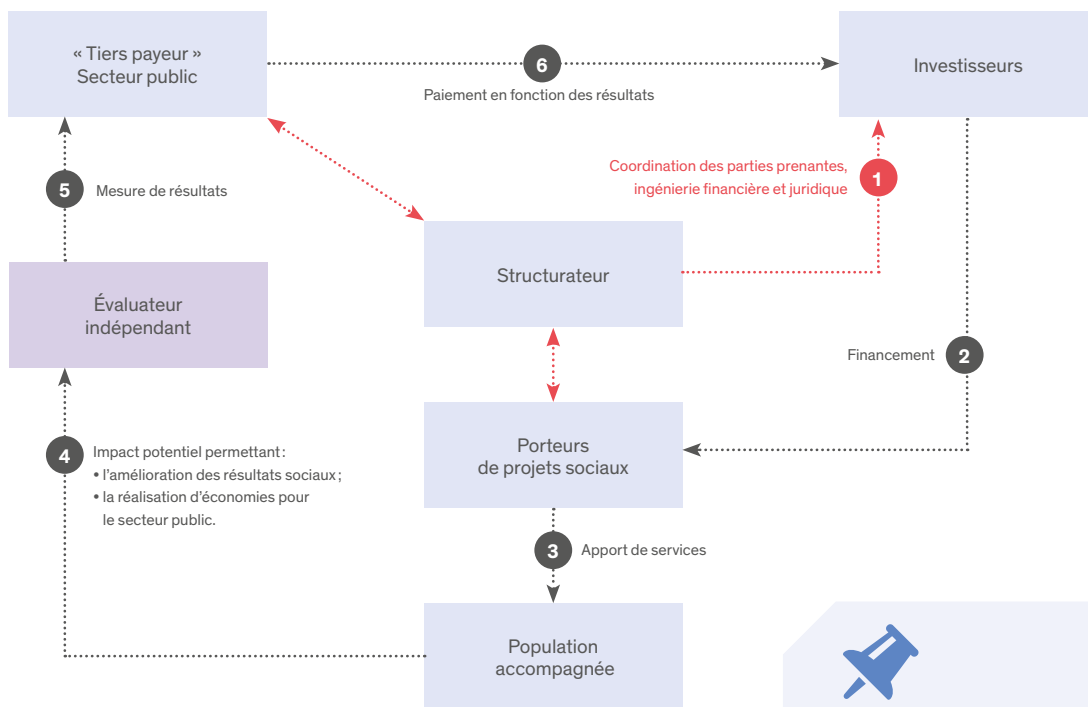 « Tiers payeur »
Secteur public
6
Paiement en fonction des résultats
Investisseurs
Coordination des parties prenantes,
ingénierie financière et juridique
1
5
Mesure de résultats
Structurateur
Évaluateur
indépendant
Financement
2
4
Impact potentiel permettant :
• l’amélioration des résultats sociaux ;
• la réalisation d’économies pour
le secteur public.
Porteurs
de projets sociaux
3
Apport de services
Population
accompagnée